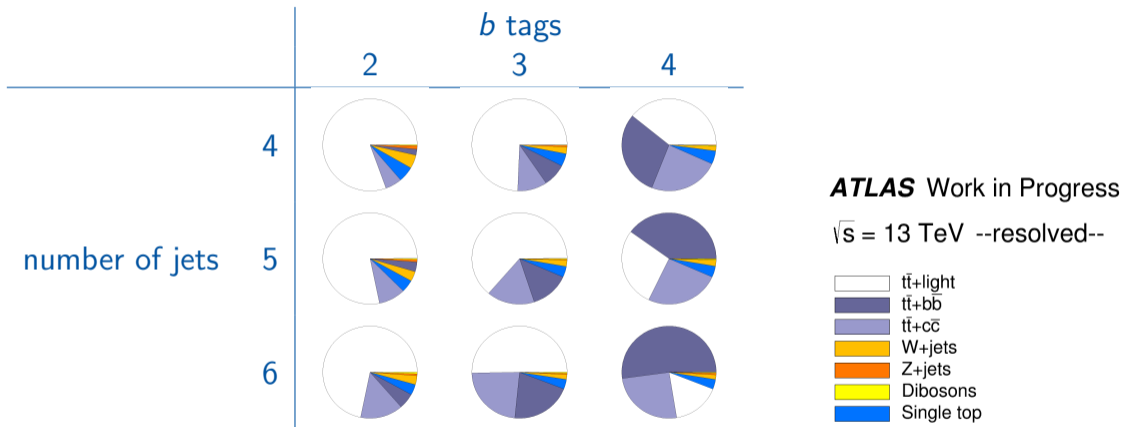 b tags
2 3 4
4
number of jets 5
6
ATLAS Work in Progress
√s = 13 TeV --resolved--
tt̄+light
tt̄+bb̄
tt̄+cc̄
W+jets
Z+jets
Dibosons
Single top